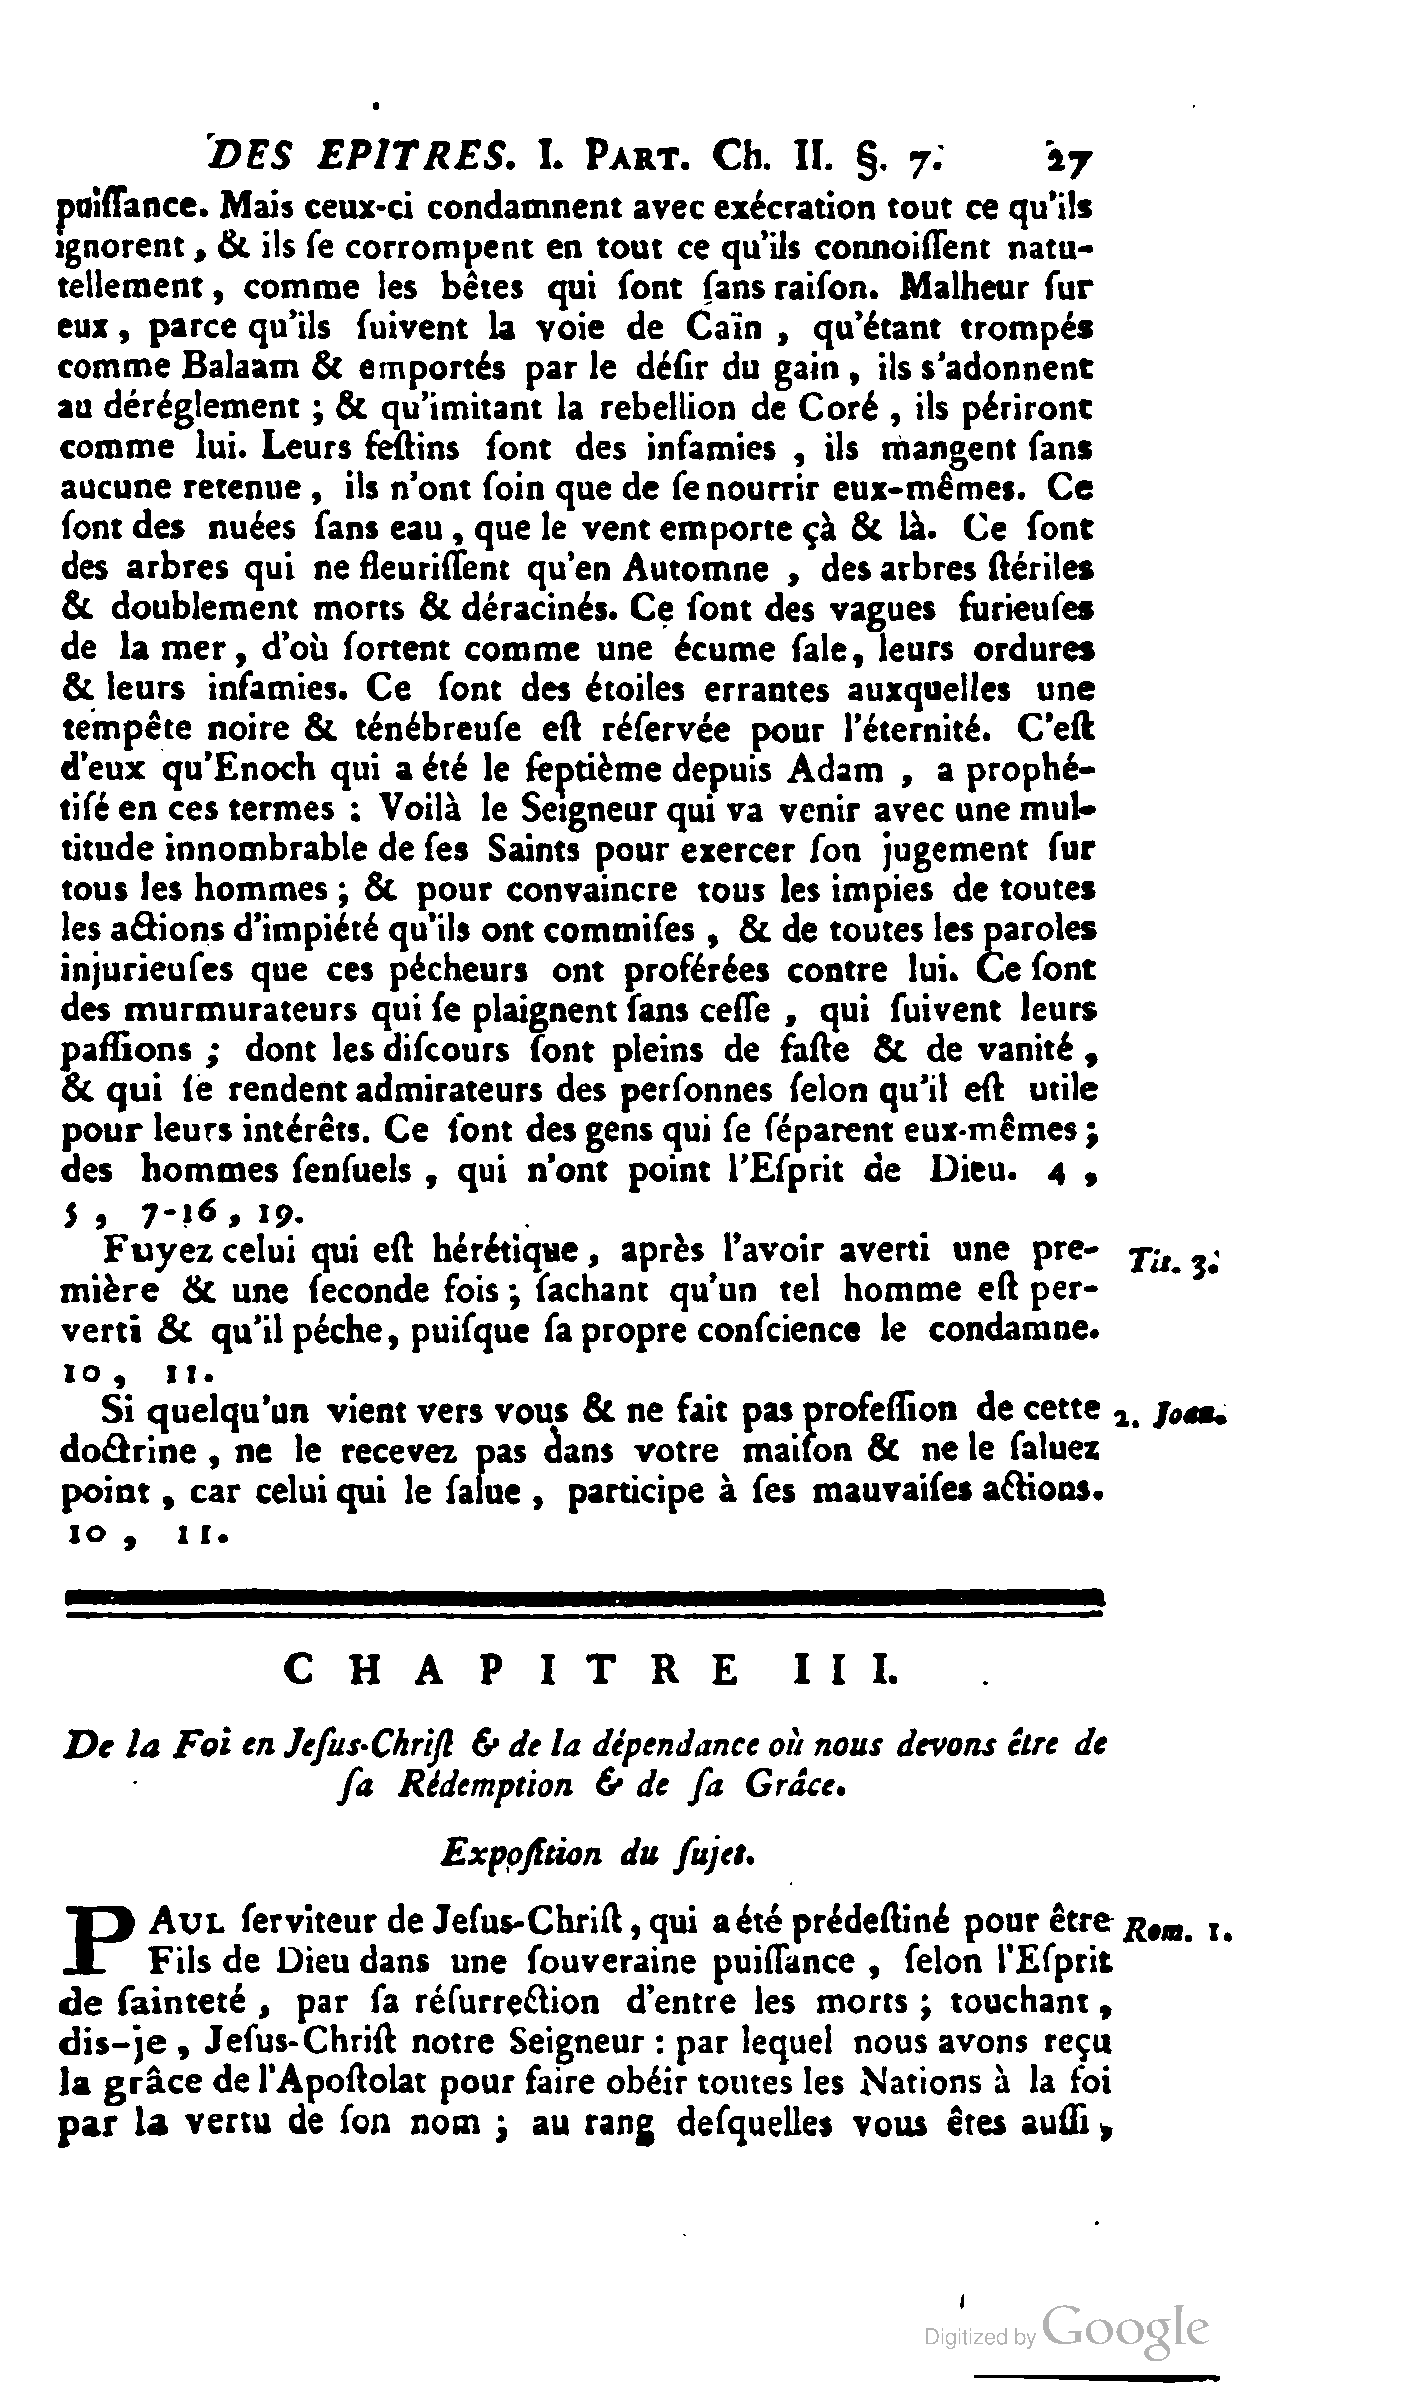 DES EPITRES. I. PART. Ch. II. §. 7. 27
puiſſance. Mais ceux-ci condamnent avec exécration tout ce qu'ils
ignorent, & ils ſe corrompent en tout ce qu'ils connoiſſent natu-
tellement, comme les bêtes qui ſont ſans raiſon. Malheur ſur
eux, parce qu'ils ſuivent la voie de Caïn, qu'étant trompés
comme Balaam & emportés par le déſir du gain, ils s'adonnent
au déréglement; & qu'imitant la rebellion de Coré, ils périront
comme lui. Leurs feſtins ſont des infamies, ils mangent ſans
aucune retenue, ils n'ont ſoin que de ſe nourrir eux-mêmes. Ce
ſont des nuées ſans eau, que le vent emporte çà & là. Ce ſont
des arbres qui ne fleuriſſent qu'en Automne, des arbres ſtériles
& doublement morts & déracinés. Ce ſont des vagues furieuſes
de la mer, d'où ſortent comme une écume ſale, leurs ordures
& leurs infamies. Ce ſont des étoiles errantes auxquelles une
tempête noire & ténébreuſe eſt réſervée pour l'éternité. C'eſt
d'eux qu'Enoch qui a été le ſeptième depuis Adam, a prophé-
tiſé en ces termes : Voilà le Seigneur qui va venir avec une mul-
titude innombrable de ſes Saints pour exercer ſon jugement ſur
tous les hommes; & pour convaincre tous les impies de toutes
les actions d'impiété qu'ils ont commiſes, & de toutes les paroles
injurieuſes que ces pécheurs ont proférées contre lui. Ce ſont
des murmurateurs qui ſe plaignent ſans ceſſe, qui ſuivent leurs
paſſions; dont les diſcours ſont pleins de faſte & de vanité,
& qui ſe rendent admirateurs des perſonnes ſelon qu'il eſt utile
pour leurs intérêts. Ce ſont des gens qui ſe ſéparent eux-mêmes;
des hommes ſenſuels, qui n'ont point l'Eſprit de Dieu. 4,
5, 7-16, 19.
Fuyez celui qui eſt hérétique, après l'avoir averti une pre- Tit. 3.
mière & une ſeconde fois; ſachant qu'un tel homme eſt per-
verti & qu'il péche, puiſque ſa propre conſcience le condamne.
10, 11.
Si quelqu'un vient vers vous & ne fait pas profeſſion de cette 2. Joan.
doctrine, ne le recevez pas dans votre maiſon & ne le ſaluez
point, car celui qui le ſalue, participe à ſes mauvaiſes actions.
10, 11.
CHAPITRE III.
De la Foi en Jeſus-Chriſt & de la dépendance où nous devons être de
ſa Rédemption & de ſa Grâce.
Expoſition du ſujet.
PAUL ſerviteur de Jeſus-Chriſt, qui a été prédeſtiné pour être Rom. 1.
Fils de Dieu dans une ſouveraine puiſſance, ſelon l'Eſprit
de ſainteté, par ſa réſurrection d'entre les morts; touchant,
dis-je, Jeſus-Chriſt notre Seigneur : par lequel nous avons reçu
la grâce de l'Apoſtolat pour faire obéir toutes les Nations à la foi
par la vertu de ſon nom; au rang deſquelles vous êtes auſſi,
Digitized by Google